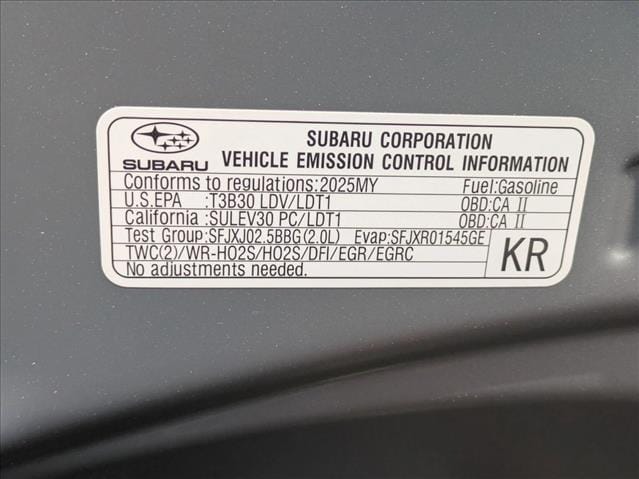 SUBARU CORPORATION
SUBARU VEHICLE EMISSION CONTROL INFORMATION
Conforms to regulations:2025MY Fuel:Gasoline
U.S.EPA :T3B30 LDV/LDT1 OBD:CA II
California :SULEV30 PC/LDT1 OBD:CA II
Test Group:SFJXJ02.5BBG(2.0L) Evap:SFJXR01545GE
TWC(2)/WR-HO2S/HO2S/DFI/EGR/EGRC
No adjustments needed.
KR